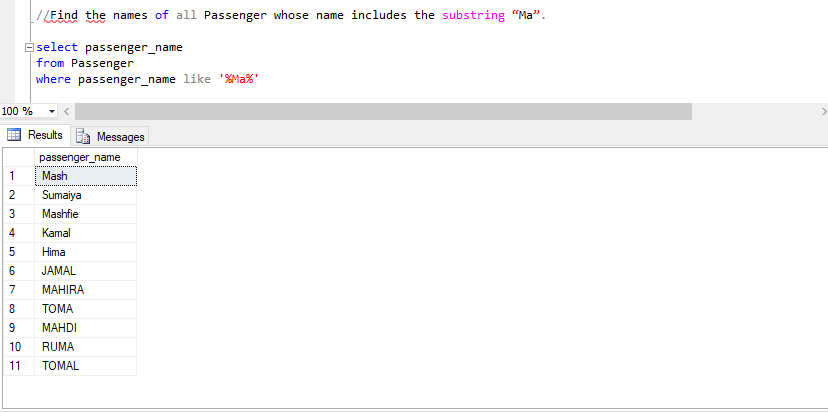 //Find the names of all Passenger whose name includes the substring “Ma”.
select passenger_name
from Passenger
where passenger_name like '%Ma%'
100 %
Results Messages
passenger_name
1 Mash
2 Sumaiya
3 Mashfie
4 Kamal
5 Hima
6 JAMAL
7 MAHIRA
8 TOMA
9 MAHDI
10 RUMA
11 TOMAL